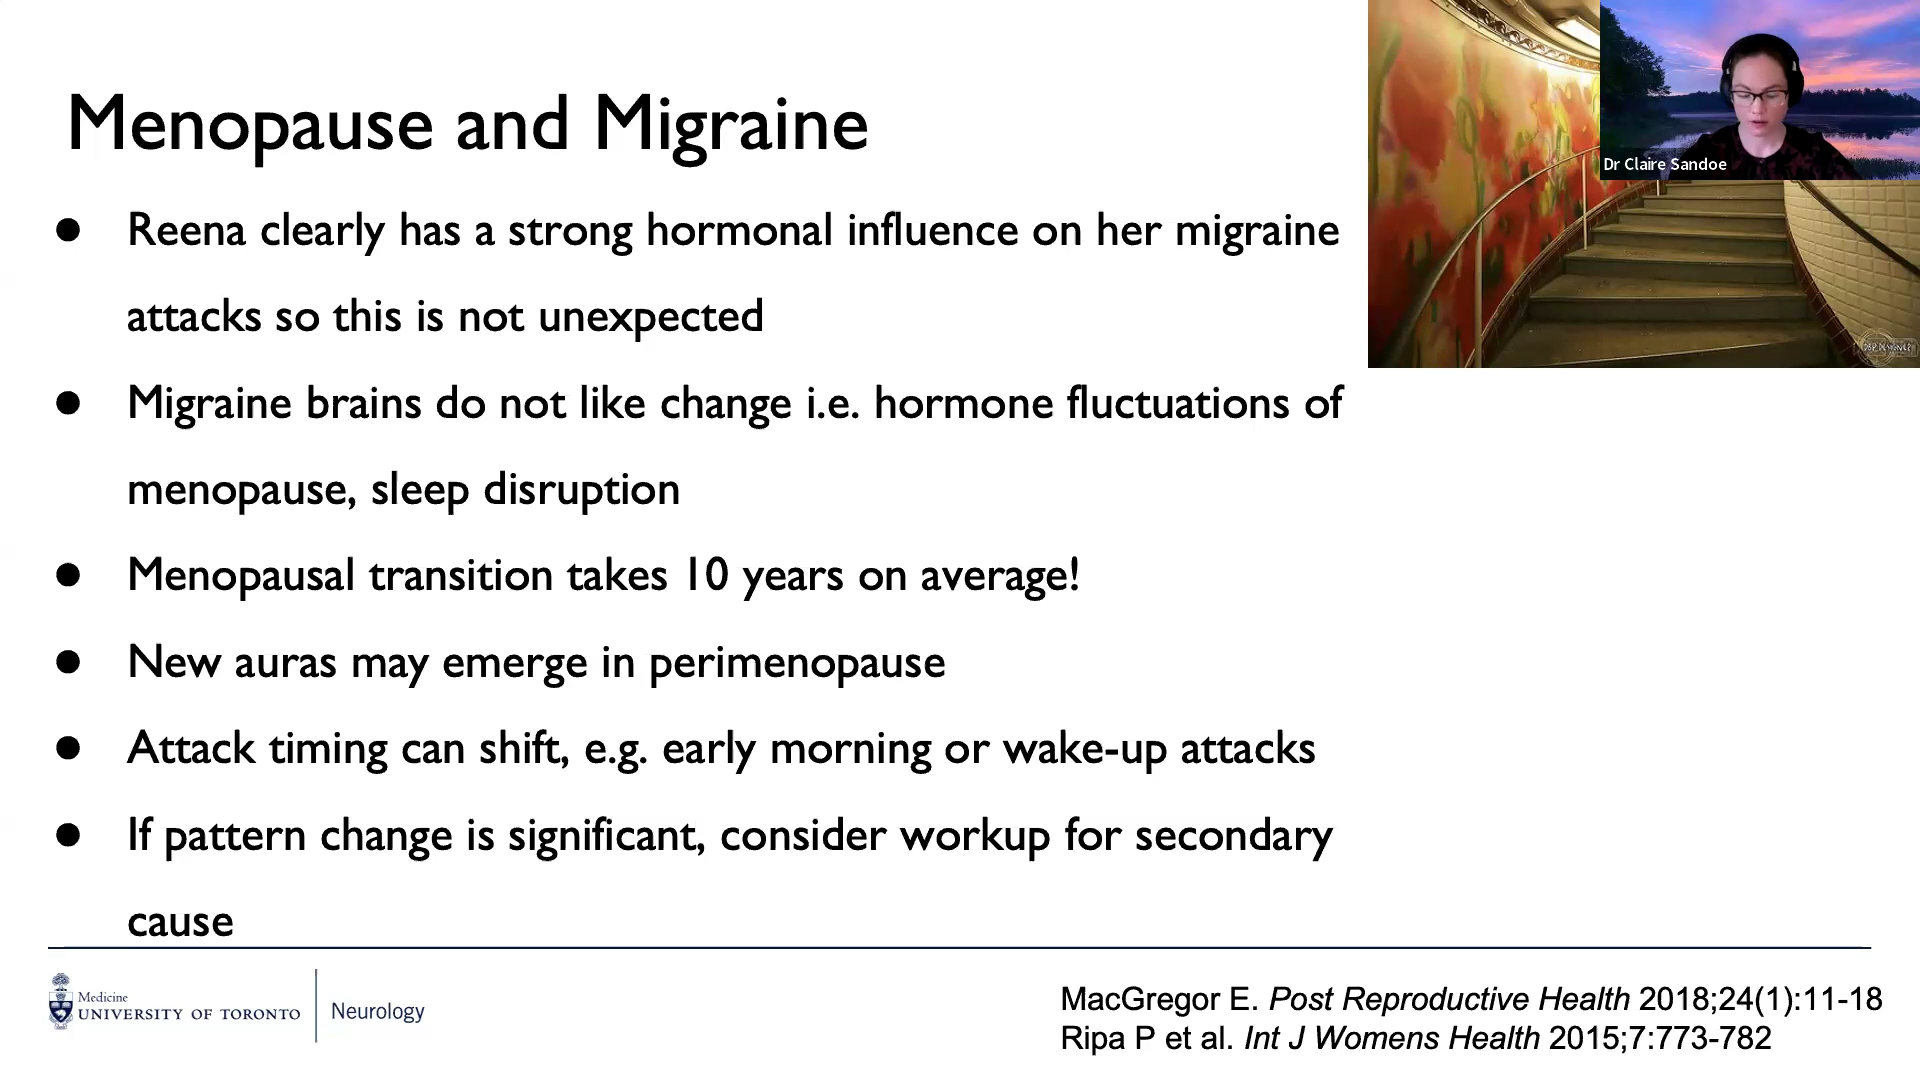 Menopause and Migraine
Dr Claire Sandoe
● Reena clearly has a strong hormonal influence on her migraine
attacks so this is not unexpected
● Migraine brains do not like change i.e. hormone fluctuations of
menopause, sleep disruption
● Menopausal transition takes 10 years on average!
● New auras may emerge in perimenopause
● Attack timing can shift, e.g. early morning or wake-up attacks
● If pattern change is significant, consider workup for secondary
cause
Medicine
UNIVERSITY OF TORONTO
Neurology
MacGregor E. Post Reproductive Health 2018;24(1):11-18
Ripa P et al. Int J Womens Health 2015;7:773-782